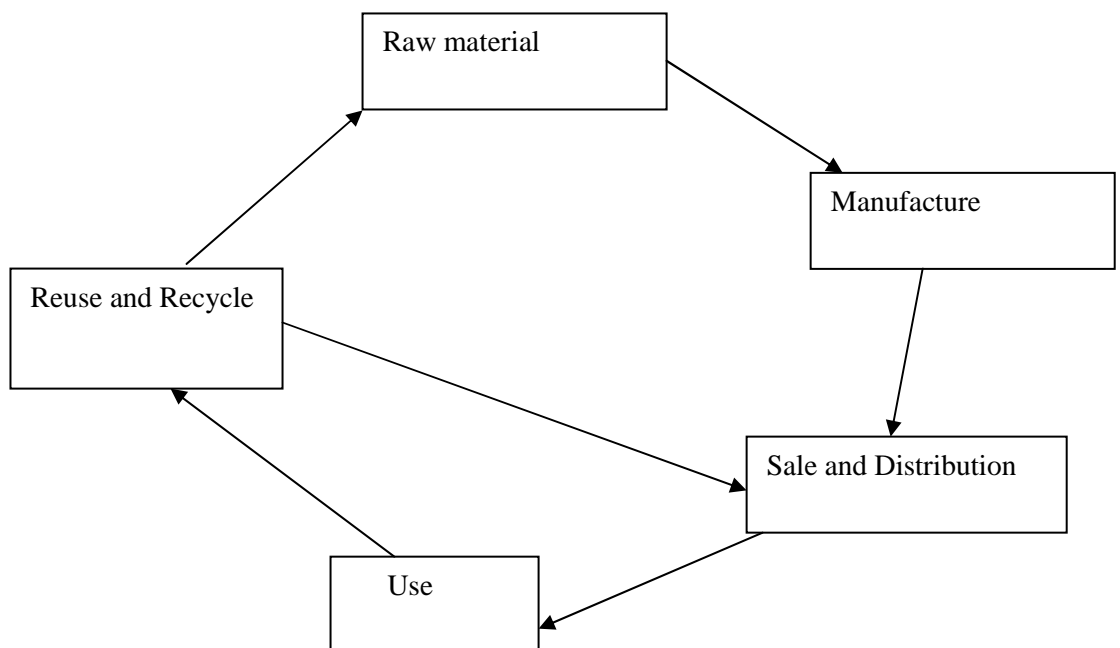 Raw material
Manufacture
Reuse and Recycle
Sale and Distribution
Use